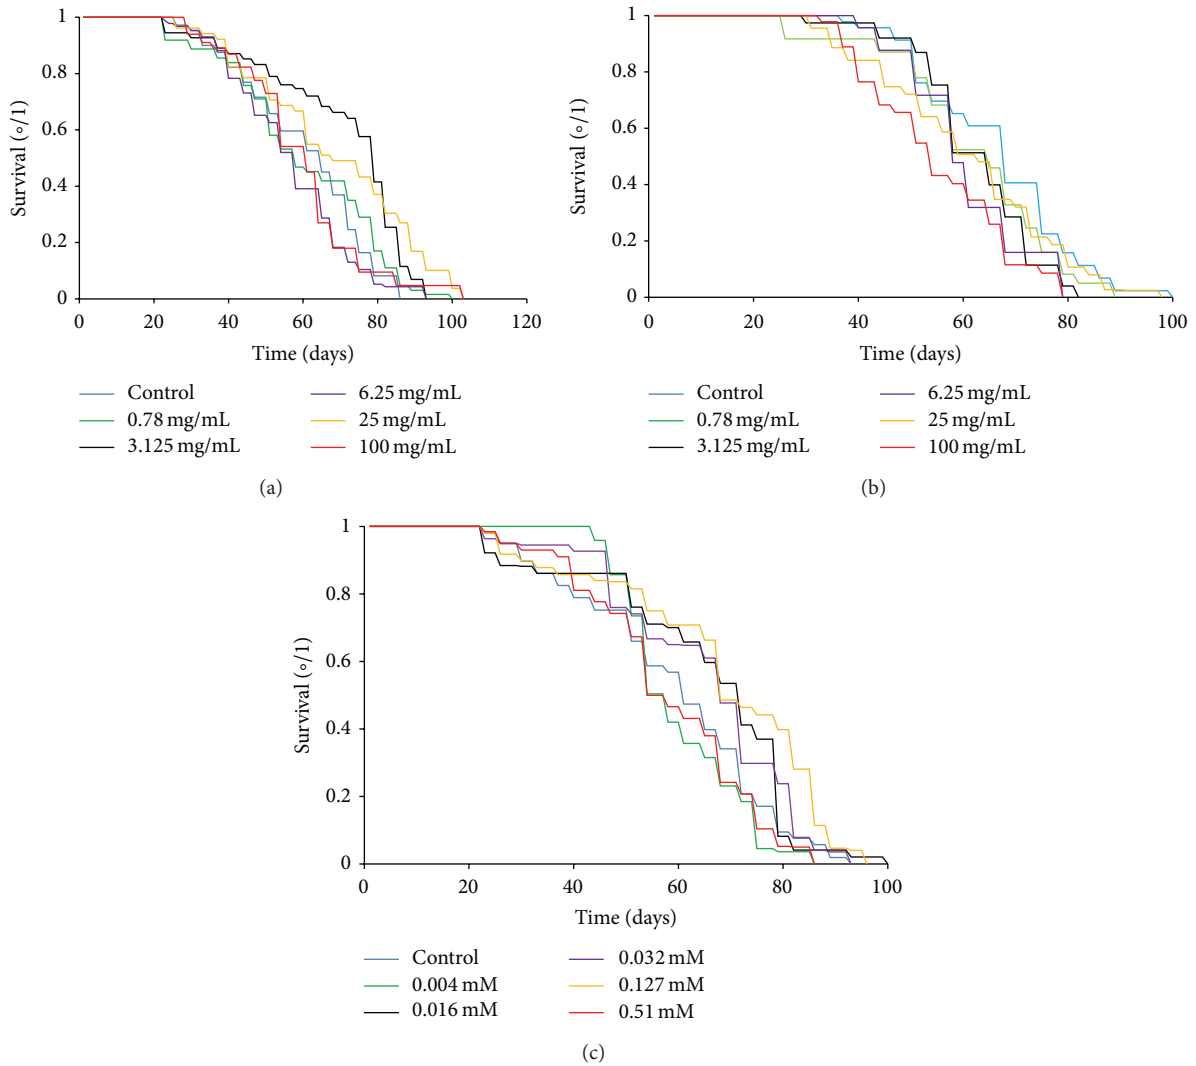 1
0.8
0.6
0.4
0.2
0
Survival (∘/1)
0 20 40 60 80 100 120
Time (days)
Control
0.78 mg/mL
3.125 mg/mL
6.25 mg/mL
25 mg/mL
100 mg/mL
(a)
1
0.8
0.6
0.4
0.2
0
Survival (∘/1)
0 20 40 60 80 100
Time (days)
Control
0.78 mg/mL
3.125 mg/mL
6.25 mg/mL
25 mg/mL
100 mg/mL
(b)
1
0.8
0.6
0.4
0.2
0
Survival (∘/1)
0 20 40 60 80 100
Time (days)
Control
0.004 mM
0.016 mM
0.032 mM
0.127 mM
0.51 mM
(c)